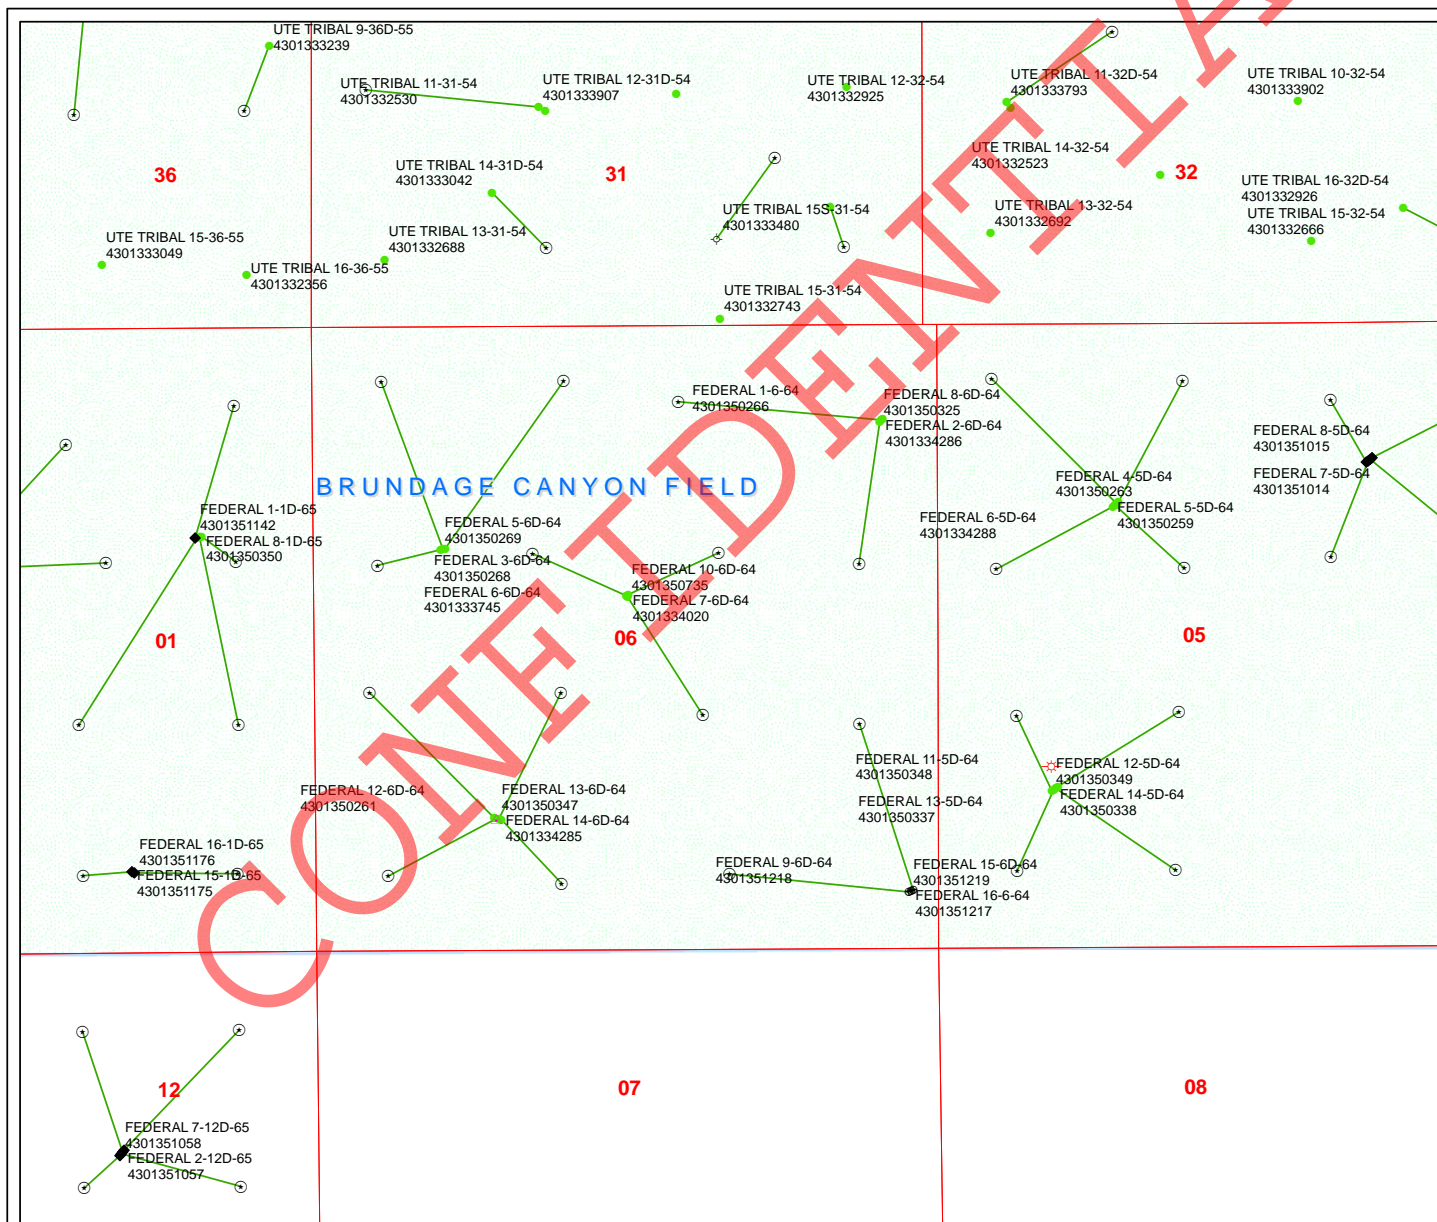 UTE TRIBAL 9-36D-55
4301333239
UTE TRIBAL 11-31-54
4301332530
UTE TRIBAL 12-31D-54
4301333907
UTE TRIBAL 12-32-54
4301332925
UTE TRIBAL 11-32D-54
4301333793
UTE TRIBAL 10-32-54
4301333902
36
UTE TRIBAL 14-31D-54
4301333042
31
UTE TRIBAL 14-32-54
4301332523
32
UTE TRIBAL 16-32D-54
4301332926
UTE TRIBAL 15S-31-54
4301333480
UTE TRIBAL 13-32-54
4301332692
UTE TRIBAL 15-32-54
4301332666
UTE TRIBAL 15-36-55
4301333049
UTE TRIBAL 16-36-55
4301332356
UTE TRIBAL 13-31-54
4301332688
UTE TRIBAL 15-31-54
4301332743
FEDERAL 1-6-64
4301350266
FEDERAL 8-6D-64
4301350325
FEDERAL 2-6D-64
4301334286
FEDERAL 8-5D-64
4301351015
FEDERAL 7-5D-64
4301351014
BRUNDAGE CANYON FIELD
FEDERAL 4-5D-64
4301350263
FEDERAL 5-5D-64
4301350259
FEDERAL 6-5D-64
4301334288
FEDERAL 1-1D-65
4301351142
FEDERAL 8-1D-65
4301350350
FEDERAL 5-6D-64
4301350269
FEDERAL 3-6D-64
4301350268
FEDERAL 6-6D-64
4301333745
FEDERAL 10-6D-64
4301350735
FEDERAL 7-6D-64
4301334020
01
06
05
FEDERAL 11-5D-64
4301350348
FEDERAL 12-5D-64
4301350349
FEDERAL 14-5D-64
4301350338
FEDERAL 13-5D-64
4301350337
FEDERAL 12-6D-64
4301350261
FEDERAL 13-6D-64
4301350347
FEDERAL 14-6D-64
4301334285
FEDERAL 16-1D-65
4301351176
FEDERAL 15-1D-65
4301351175
FEDERAL 9-6D-64
4301351218
FEDERAL 15-6D-64
4301351219
FEDERAL 16-6-64
4301351217
12
07
08
FEDERAL 7-12D-65
4301351058
FEDERAL 2-12D-65
4301351057
CONFIDENTIA